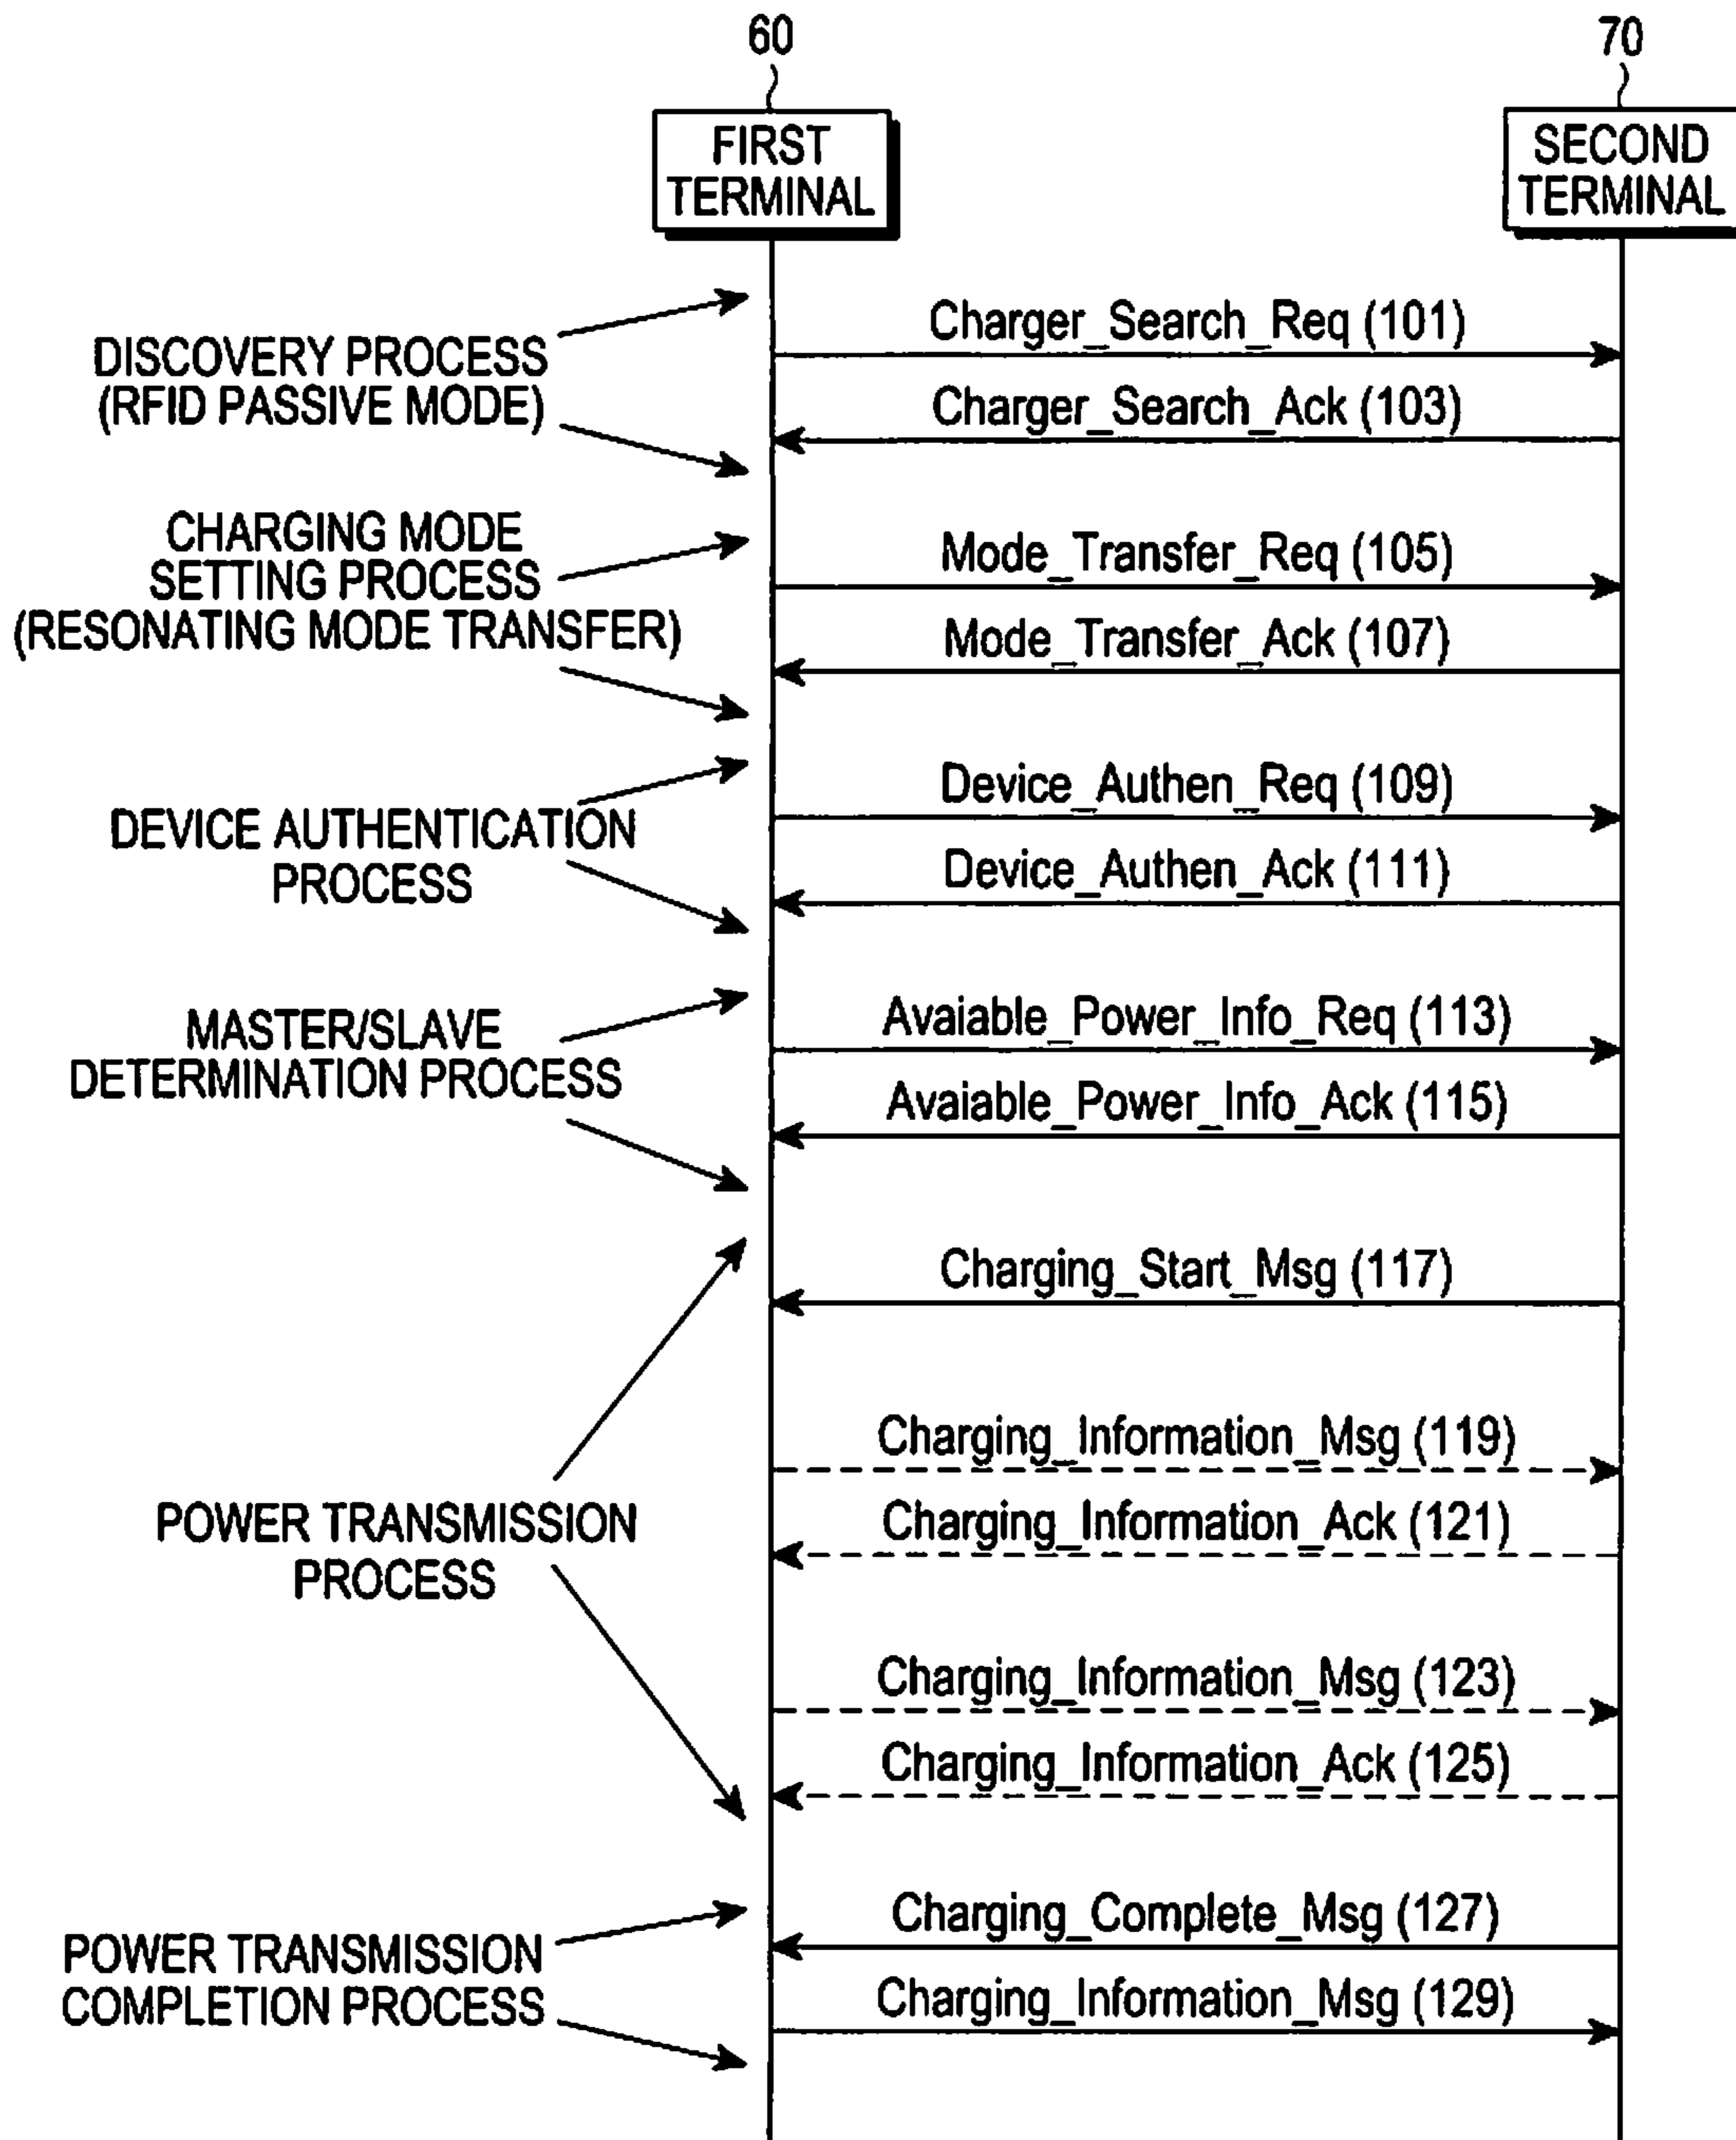 60
70
FIRST
TERMINAL
SECOND
TERMINAL
DISCOVERY PROCESS
(RFID PASSIVE MODE)
Charger_Search_Req (101)
Charger_Search_Ack (103)
CHARGING MODE
SETTING PROCESS
(RESONATING MODE TRANSFER)
Mode_Transfer_Req (105)
Mode_Transfer_Ack (107)
DEVICE AUTHENTICATION
PROCESS
Device_Authen_Req (109)
Device_Authen_Ack (111)
MASTER/SLAVE
DETERMINATION PROCESS
Avaiable_Power_Info_Req (113)
Avaiable_Power_Info_Ack (115)
Charging_Start_Msg (117)
POWER TRANSMISSION
PROCESS
Charging_Information_Msg (119)
Charging_Information_Ack (121)
Charging_Information_Msg (123)
Charging_Information_Ack (125)
POWER TRANSMISSION
COMPLETION PROCESS
Charging_Complete_Msg (127)
Charging_Information_Msg (129)